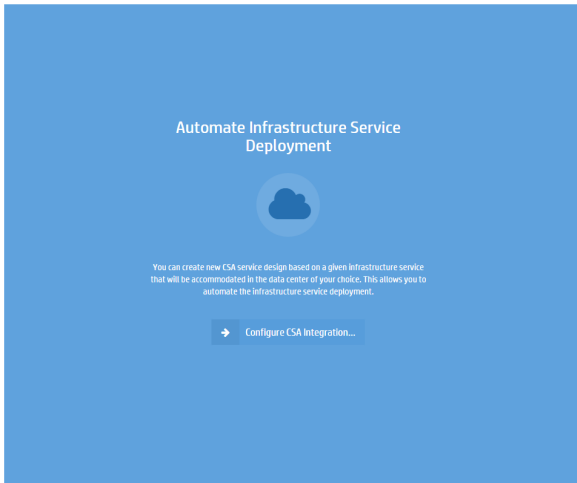 Automate Infrastructure Service
Deployment
You can create new CSA service design based on a given infrastructure service
that will be accommodated in the data center of your choice. This allows you to
automate the infrastructure service deployment.
Configure CSA Integration...